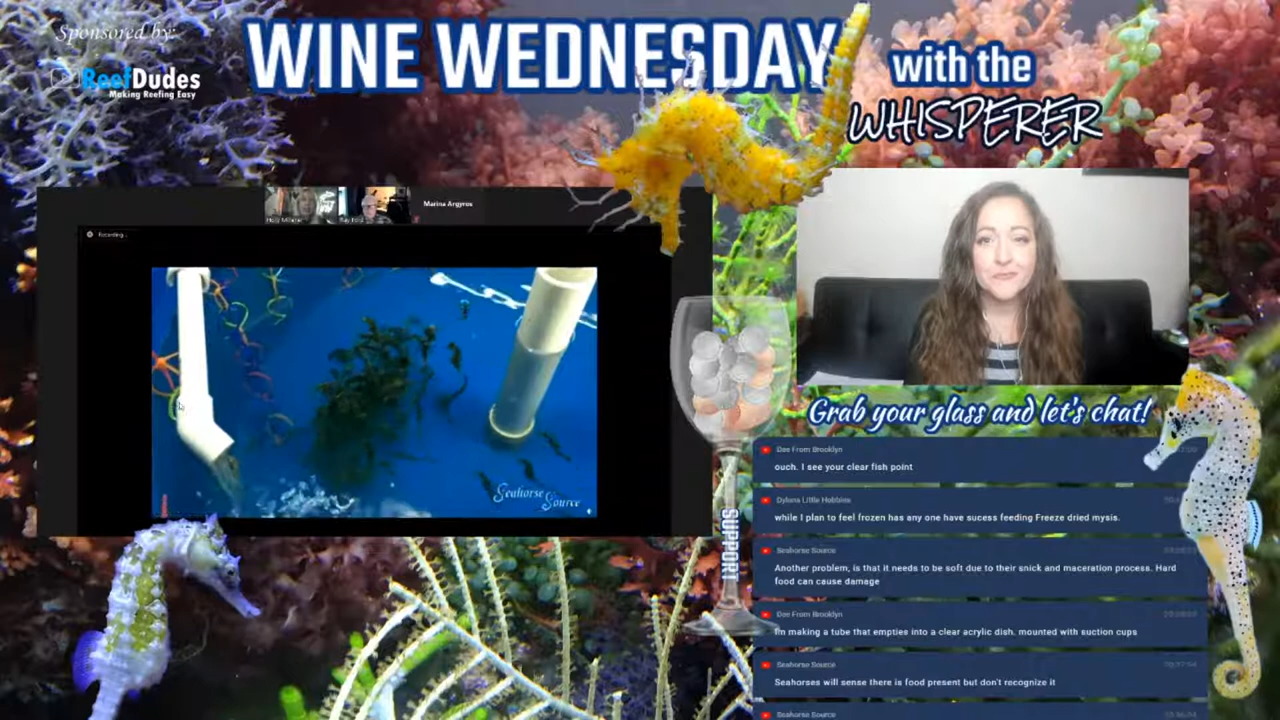 Sponsored by:
ReefDudes
Making Reefing Easy
WINE WEDNESDAY
with the
WHISPERER
Marina Argyros
Recording...
Seahorse
Source
SUPPORT
Grab your glass and let's chat!
Dee From Brooklyn
ouch. I see your clear fish point
Dylans Little Hobbies
while I plan to feel frozen has any one have sucess feeding Freeze dried mysis.
Seahorse Source
Another problem, is that it needs to be soft due to their snick and maceration process. Hard
food can cause damage
Dee From Brooklyn
I'm making a tube that empties into a clear acrylic dish. mounted with suction cups
Seahorse Source
Seahorses will sense there is food present but don't recognize it
Seahorse Source